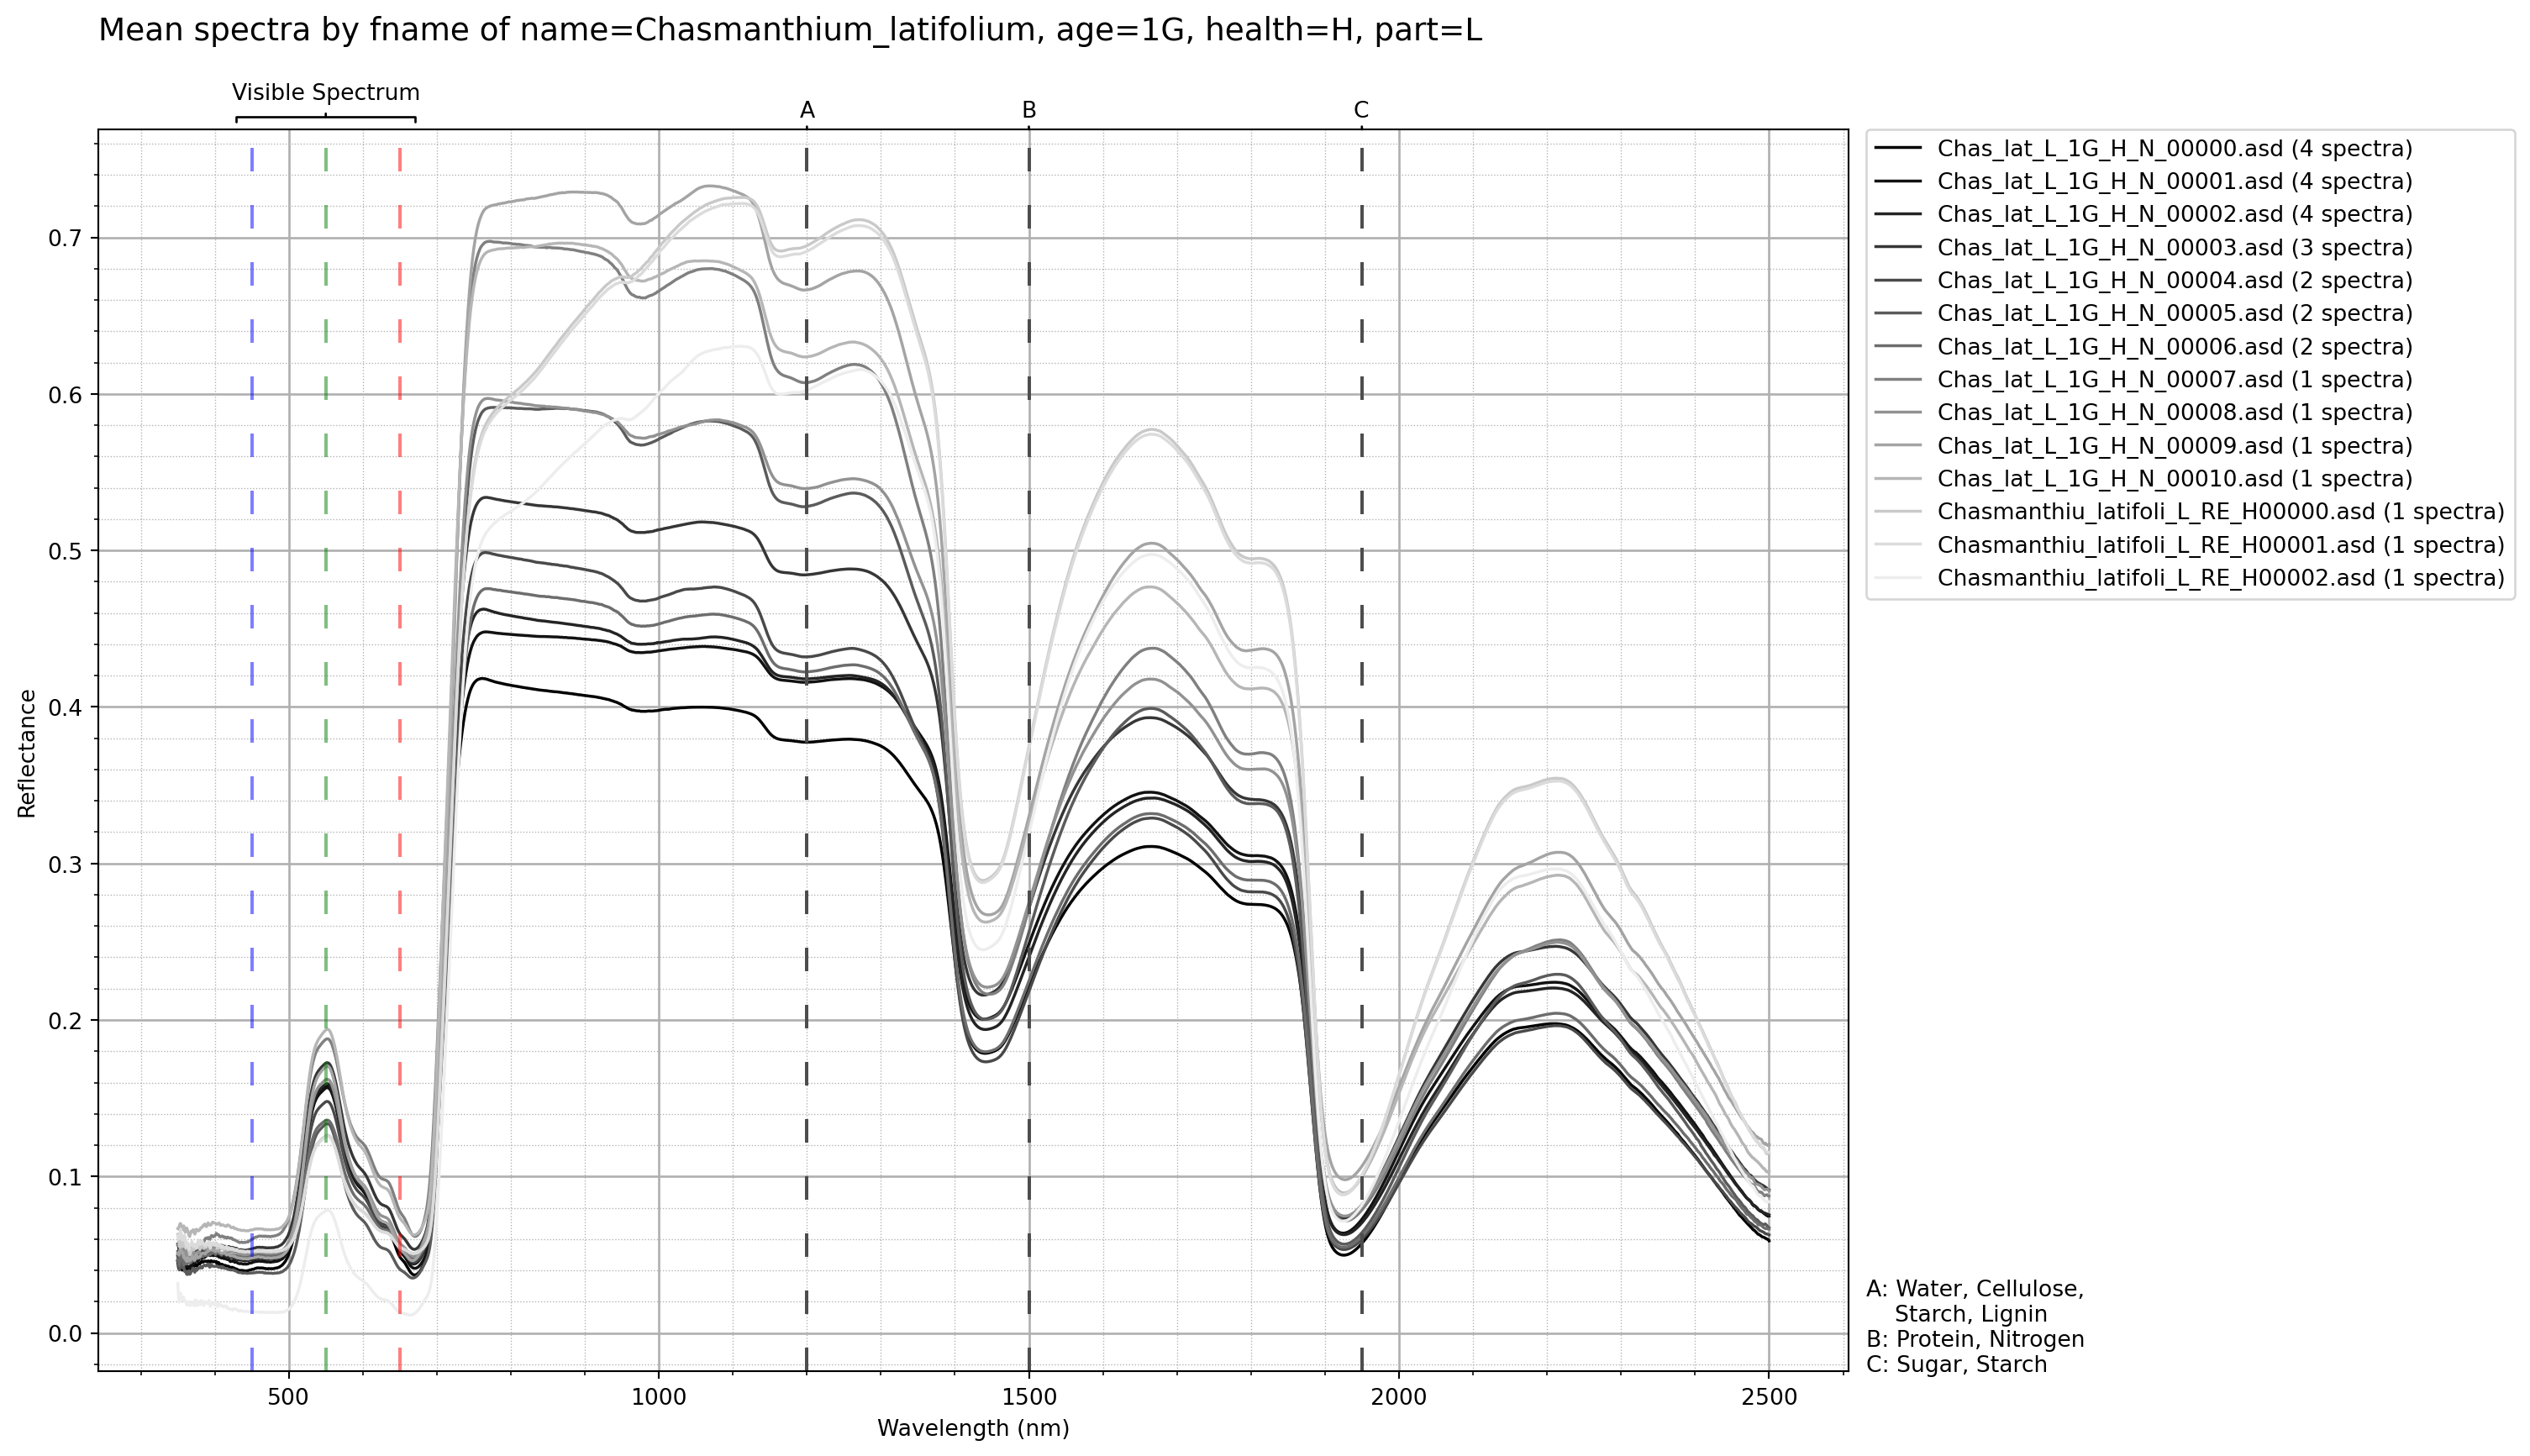 Mean spectra by fname of name=Chasmanthium_latifolium, age=1G, health=H, part=L
Visible Spectrum
A
B
C
Chas_lat_L_1G_H_N_00000.asd (4 spectra)
Chas_lat_L_1G_H_N_00001.asd (4 spectra)
Chas_lat_L_1G_H_N_00002.asd (4 spectra)
Chas_lat_L_1G_H_N_00003.asd (3 spectra)
Chas_lat_L_1G_H_N_00004.asd (2 spectra)
Chas_lat_L_1G_H_N_00005.asd (2 spectra)
Chas_lat_L_1G_H_N_00006.asd (2 spectra)
Chas_lat_L_1G_H_N_00007.asd (1 spectra)
Chas_lat_L_1G_H_N_00008.asd (1 spectra)
Chas_lat_L_1G_H_N_00009.asd (1 spectra)
Chas_lat_L_1G_H_N_00010.asd (1 spectra)
Chasmanthiu_latifoli_L_RE_H00000.asd (1 spectra)
Chasmanthiu_latifoli_L_RE_H00001.asd (1 spectra)
Chasmanthiu_latifoli_L_RE_H00002.asd (1 spectra)
0.7
0.6
0.5
0.4
0.3
0.2
0.1
0.0
Reflectance
500
1000
1500
2000
2500
Wavelength (nm)
A: Water, Cellulose,
Starch, Lignin
B: Protein, Nitrogen
C: Sugar, Starch